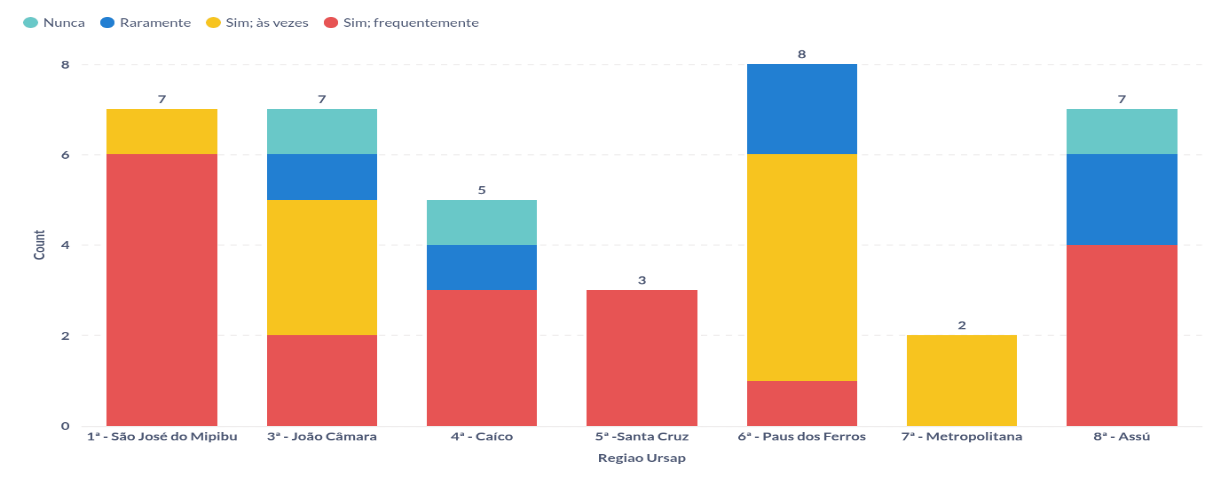 Nunca Raramente Sim; às vezes Sim; frequentemente
8
7 7 5 3 8 2 7
8
6
4
2
0
Count
1ª - São José do Mipibu 3ª - João Câmara 4ª - Caíco 5ª -Santa Cruz 6ª - Paus dos Ferros 7ª - Metropolitana 8ª - Assú
Regiao Ursap